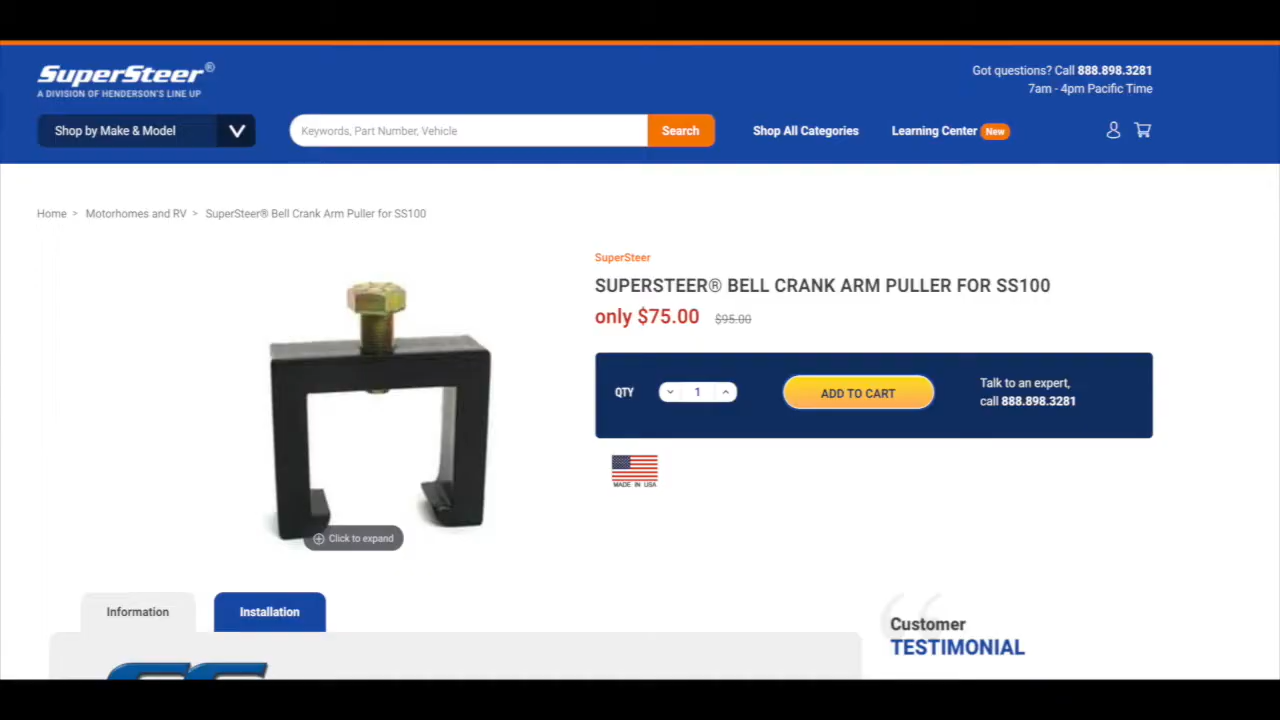 SuperSteer®
A DIVISION OF HENDERSON'S LINE UP
Got questions? Call 888.898.3281
7am - 4pm Pacific Time
Shop by Make & Model
Keywords, Part Number, Vehicle
Search
Shop All Categories
Learning Center New
Home > Motorhomes and RV > SuperSteer® Bell Crank Arm Puller for SS100
SuperSteer
SUPERSTEER® BELL CRANK ARM PULLER FOR SS100
only $75.00 $95.00
QTY
1
ADD TO CART
Talk to an expert,
call 888.898.3281
MADE IN USA
Click to expand
Information
Installation
Customer
TESTIMONIAL